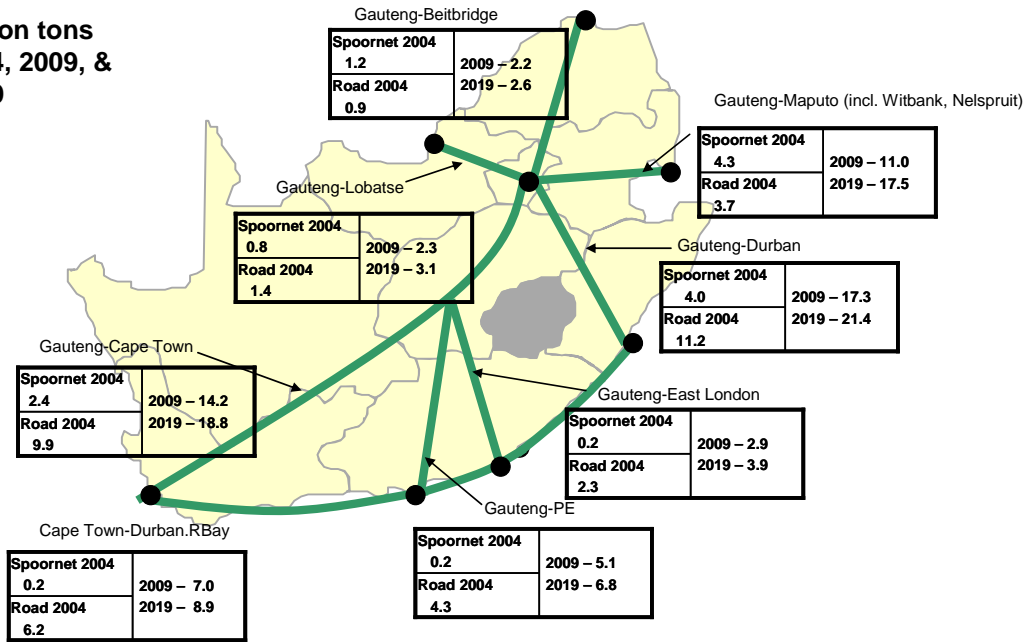 on tons
, 2009, &
Gauteng-Beitbridge
Spoornet 2004
1.2
Road 2004
0.9
2009 – 2.2
2019 – 2.6
Gauteng-Maputo (incl. Witbank, Nelspruit)
Spoornet 2004
4.3
Road 2004
3.7
2009 – 11.0
2019 – 17.5
Gauteng-Lobatse
Spoornet 2004
0.8
Road 2004
1.4
2009 – 2.3
2019 – 3.1
Gauteng-Durban
Spoornet 2004
4.0
Road 2004
11.2
2009 – 17.3
2019 – 21.4
Gauteng-Cape Town
Spoornet 2004
2.4
Road 2004
9.9
2009 – 14.2
2019 – 18.8
Gauteng-East London
Spoornet 2004
0.2
Road 2004
2.3
2009 – 2.9
2019 – 3.9
Gauteng-PE
Spoornet 2004
0.2
Road 2004
4.3
2009 – 5.1
2019 – 6.8
Cape Town-Durban.RBay
Spoornet 2004
0.2
Road 2004
6.2
2009 – 7.0
2019 – 8.9